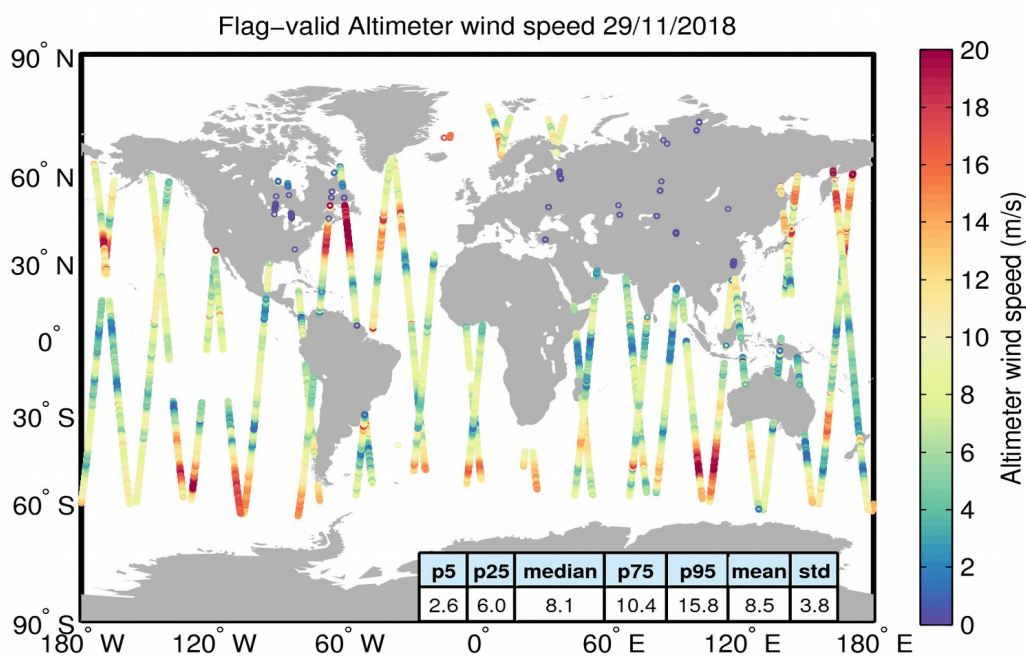 Flag−valid Altimeter wind speed 29/11/2018
90° N
60° N
30° N
0°
30° S
60° S
90° S
180° W
120° W
60° W
0°
60° E
120° E
180° E
p5 p25 median p75 p95 mean std
2.6 6.0 8.1 10.4 15.8 8.5 3.8
20
18
16
14
12
10
8
6
4
2
0
Altimeter wind speed (m/s)